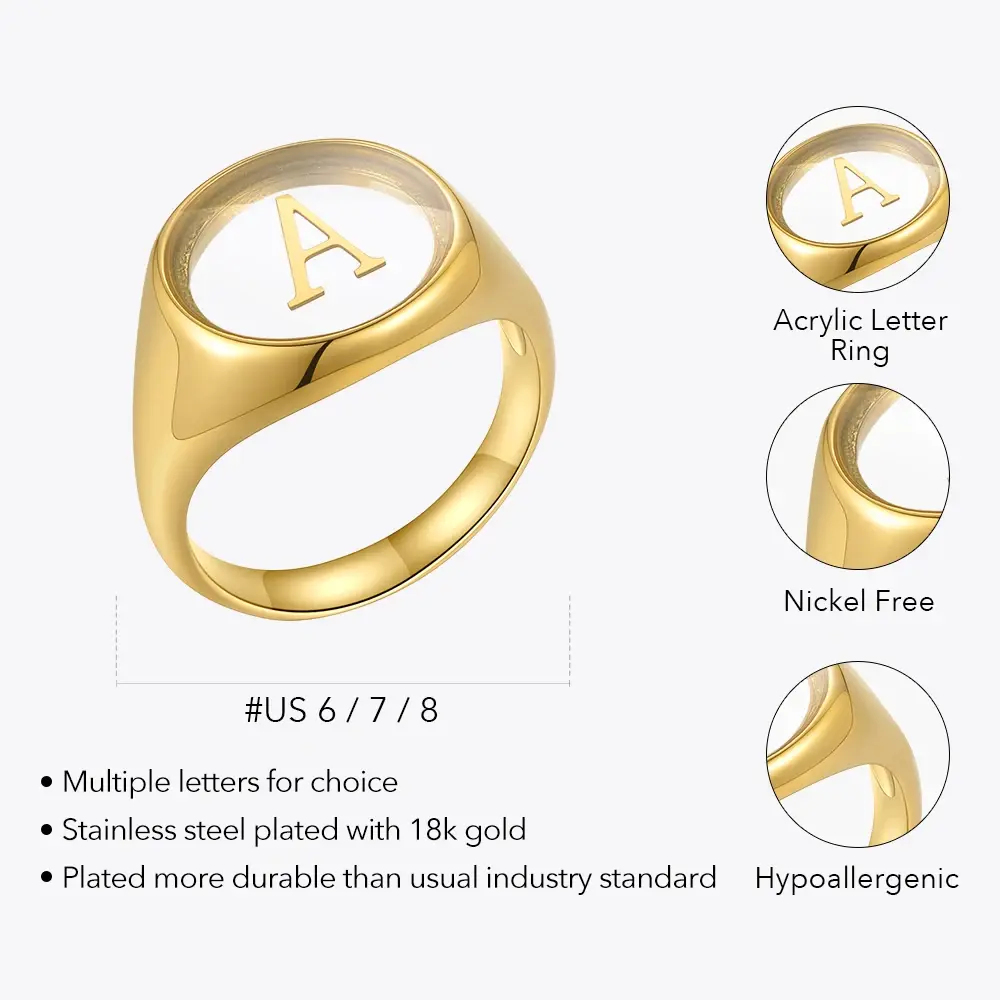 A
A
Acrylic Letter
Ring
Nickel Free
#US 6 / 7 / 8
• Multiple letters for choice
• Stainless steel plated with 18k gold
• Plated more durable than usual industry standard
Hypoallergenic